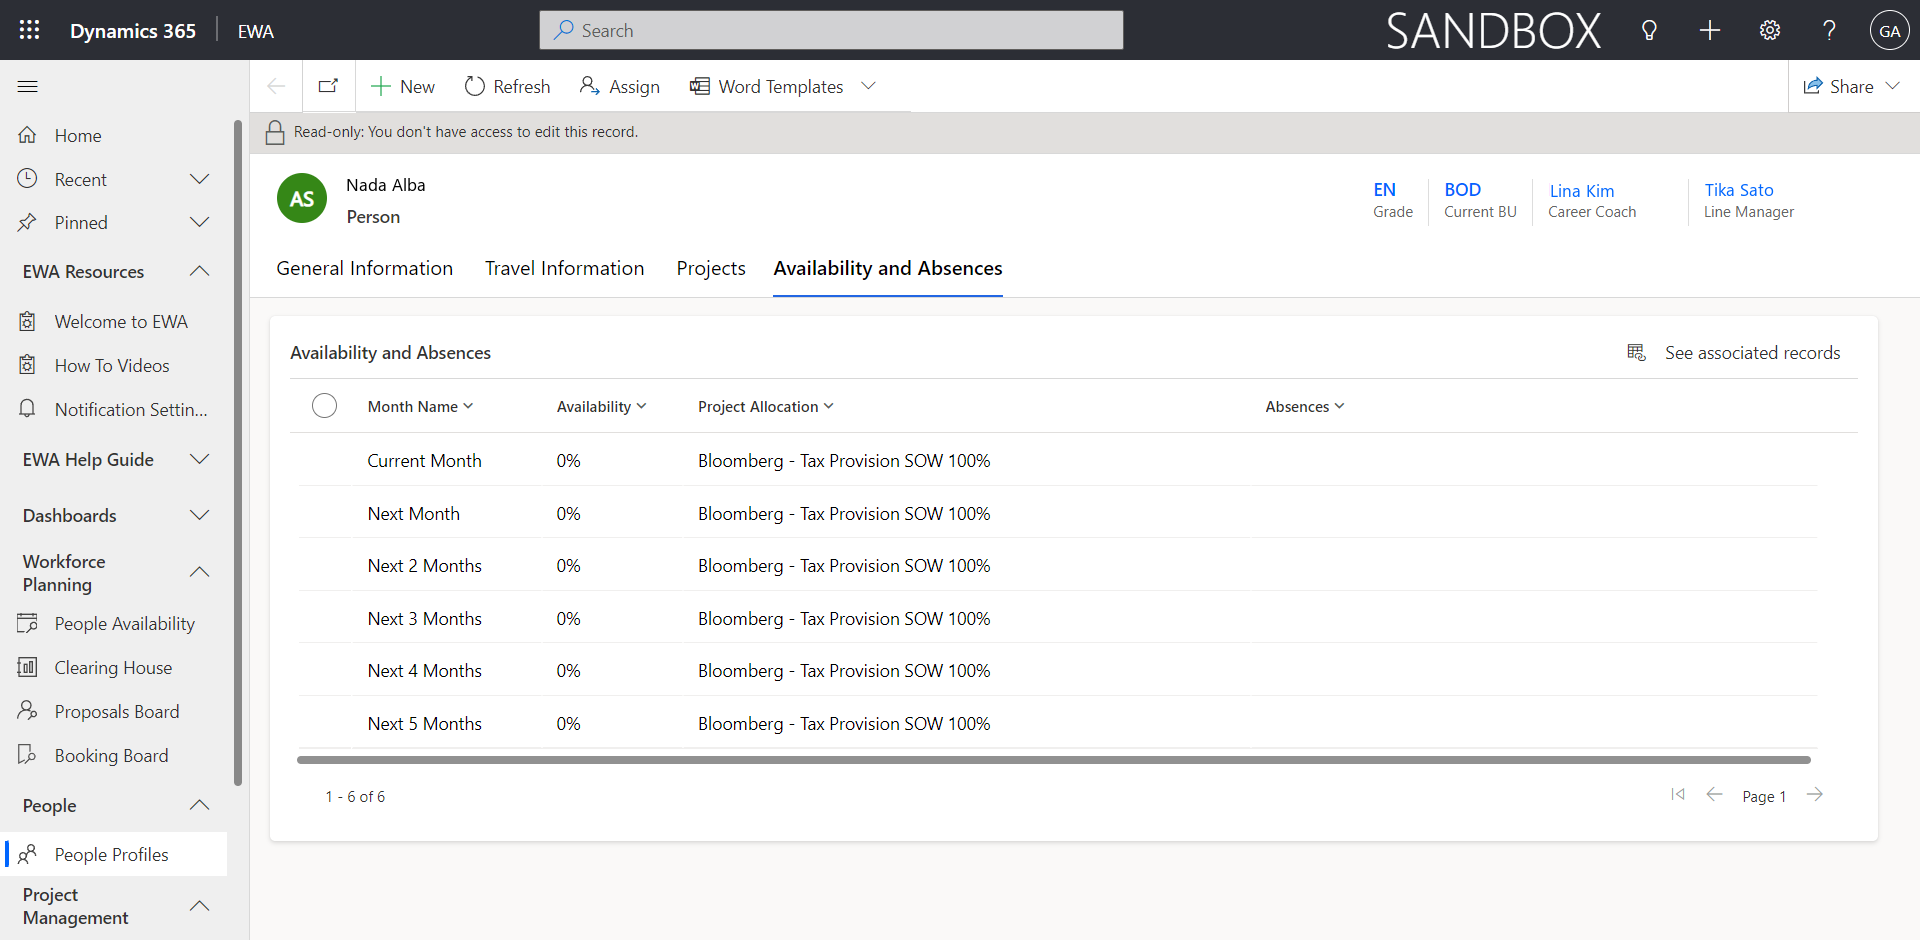 Dynamics 365 | EWA
Search
SANDBOX
GA
New
Refresh
Assign
Word Templates
Share
Read-only: You don't have access to edit this record.
Home
Recent
Pinned
EWA Resources
Welcome to EWA
How To Videos
Notification Settin...
EWA Help Guide
Dashboards
Workforce
Planning
People Availability
Clearing House
Proposals Board
Booking Board
People
People Profiles
Project
Management
AS
Nada Alba
Person
EN
Grade
BOD
Current BU
Lina Kim
Career Coach
Tika Sato
Line Manager
General Information
Travel Information
Projects
Availability and Absences
Availability and Absences
See associated records
Month Name Availability Project Allocation Absences
Current Month 0% Bloomberg - Tax Provision SOW 100%
Next Month 0% Bloomberg - Tax Provision SOW 100%
Next 2 Months 0% Bloomberg - Tax Provision SOW 100%
Next 3 Months 0% Bloomberg - Tax Provision SOW 100%
Next 4 Months 0% Bloomberg - Tax Provision SOW 100%
Next 5 Months 0% Bloomberg - Tax Provision SOW 100%
1 - 6 of 6
Page 1